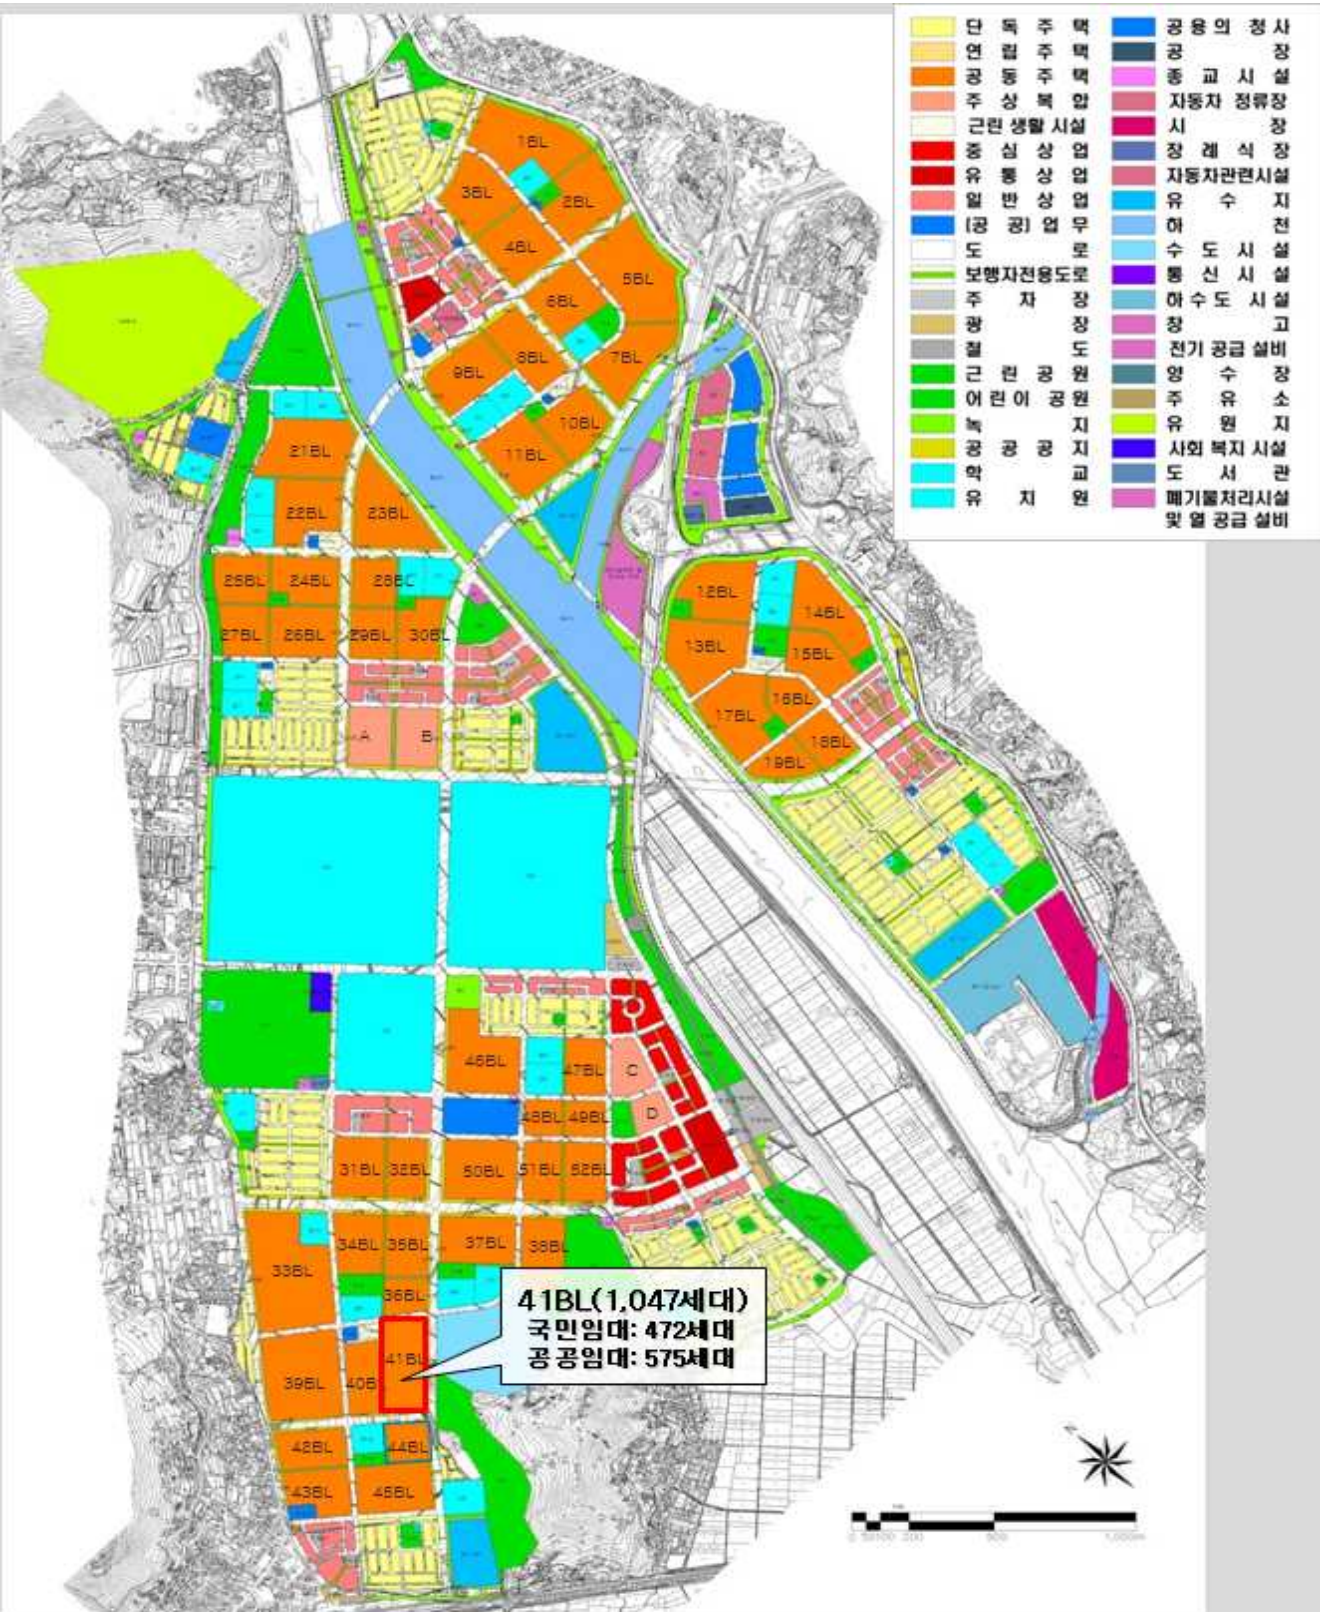 단 독 주 택
연 립 주 택
공 동 주 택
주 상 복 합
근린 생활 시설
중 심 상 업
유 통 상 업
일 반 상 업
(공 공) 업 무
도 로
보행자전용도로
주 차 장
광 장
철 도
근 린 공 원
어 린 이 공 원
녹 지
공 공 공 지
학 교
유 치 원
공 용 의 청 사
공 장
종 교 시 설
자동차 정류장
시 장
장 례 식 장
자동차관련시설
유 수 지
하 천
수 도 시 설
통 신 시 설
하 수 도 시 설
창 고
전기 공급 설비
양 수 장
주 유 소
유 원 지
사회 복지 시설
도 서 관
폐기물처리시설
및 열 공급 설비
1BL
3BL
2BL
4BL
5BL
6BL
8BL
7BL
9BL
10BL
11BL
21BL
22BL
23BL
25BL
24BL
28BL
27BL
26BL
29BL
30BL
12BL
14BL
13BL
15BL
16BL
17BL
18BL
19BL
A
B
46BL
47BL
C
48BL
49BL
D
31BL
32BL
50BL
51BL
52BL
34BL
35BL
37BL
38BL
33BL
36BL
41BL(1,047세대)
국민임대: 472세대
공공임대: 575세대
41BL
39BL
40B
42BL
44BL
43BL
45BL